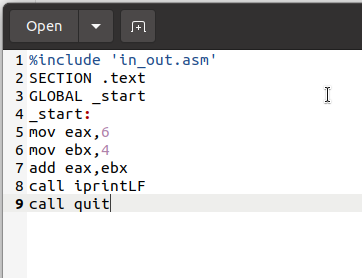 Open
1 %include 'in_out.asm'
2 SECTION .text
3 GLOBAL _start
4 _start:
5 mov eax,6
6 mov ebx,4
7 add eax,ebx
8 call iprintLF
9 call quit